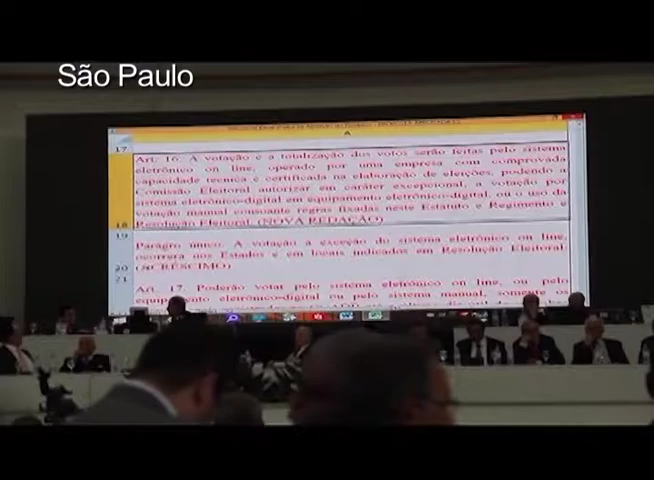 São Paulo
17
Art. 16. A votação e a totalização dos votos serão feitas pelo sistema
eletrônico on line, operado por uma empresa com comprovada
capacidade técnica e certificada na elaboração de eleições, podendo a
Comissão Eleitoral autorizar em caráter excepcional, a votação por
sistema eletrônico-digital em equipamento eletrônico-digital, ou o uso da
votação manual consoante regras fixadas neste Estatuto e Regimento e
18 Resolução Eleitoral. (NOVA REDAÇÃO)
19 Parágro único. A votação a exceção do sistema eletrônico on line,
ocorrera nos Estados e em locais indicados em Resolução Eleitoral
20 (ACRÉSCIMO)
21
Art. 17. Poderão votar pelo sistema eletrônico on line, ou pelo
equipamento eletrônico-digital ou pelo sistema manual, somente os